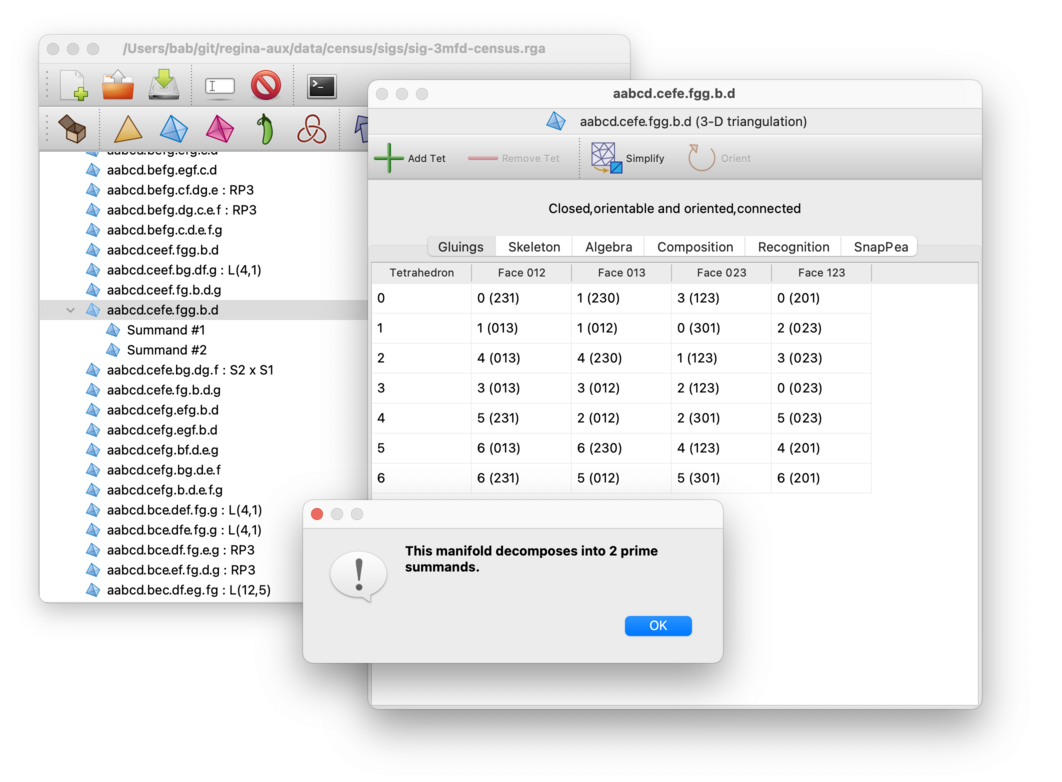 /Users/bab/git/regina-aux/data/census/sigs/sig-3mfd-census.rga
aabcd.befg.efg.c.d
aabcd.befg.egf.c.d
aabcd.befg.cf.dg.e : RP3
aabcd.befg.dg.c.e.f : RP3
aabcd.befg.c.d.e.f.g
aabcd.ceef.fgg.b.d
aabcd.ceef.bg.df.g : L(4,1)
aabcd.ceef.fg.b.d.g
aabcd.cefe.fgg.b.d
Summand #1
Summand #2
aabcd.cefe.bg.dg.f : S2 x S1
aabcd.cefe.fg.b.d.g
aabcd.cefg.efg.b.d
aabcd.cefg.egf.b.d
aabcd.cefg.bf.d.e.g
aabcd.cefg.bg.d.e.f
aabcd.cefg.b.d.e.f.g
aabcd.bce.def.fg.g : L(4,1)
aabcd.bce.dfe.fg.g : L(4,1)
aabcd.bce.df.fg.e.g : RP3
aabcd.bce.ef.fg.d.g : RP3
aabcd.bec.df.eg.fg : L(12,5)
aabcd.cefe.fgg.b.d
aabcd.cefe.fgg.b.d (3-D triangulation)
Add Tet Remove Tet Simplify Orient
Closed,orientable and oriented,connected
Gluings Skeleton Algebra Composition Recognition SnapPea
Tetrahedron Face 012 Face 013 Face 023 Face 123
0 0 (231) 1 (230) 3 (123) 0 (201)
1 1 (013) 1 (012) 0 (301) 2 (023)
2 4 (013) 4 (230) 1 (123) 3 (023)
3 3 (013) 3 (012) 2 (123) 0 (023)
4 5 (231) 2 (012) 2 (301) 5 (023)
5 6 (013) 6 (230) 4 (123) 4 (201)
6 6 (231) 5 (012) 5 (301) 6 (201)
This manifold decomposes into 2 prime
summands.
OK